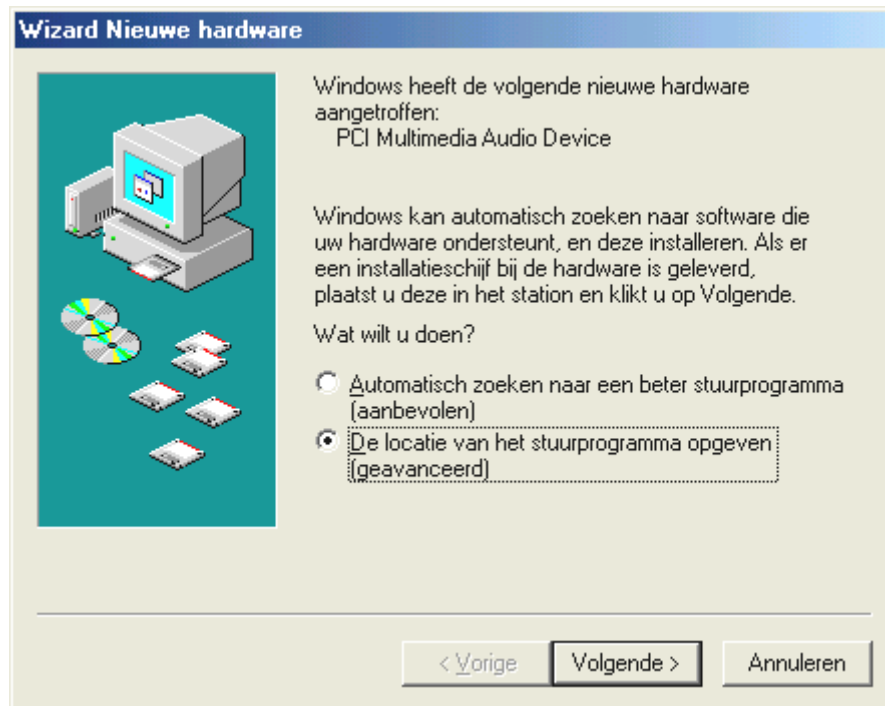 Wizard Nieuwe hardware
Windows heeft de volgende nieuwe hardware
aangetroffen:
PCI Multimedia Audio Device
Windows kan automatisch zoeken naar software die
uw hardware ondersteunt, en deze installeren. Als er
een installatieschijf bij de hardware is geleverd,
plaatst u deze in het station en klikt u op Volgende.
Wat wilt u doen?
Automatisch zoeken naar een beter stuurprogramma
(aanbevolen)
De locatie van het stuurprogramma opgeven
(geavanceerd)
< Vorige
Volgende >
Annuleren